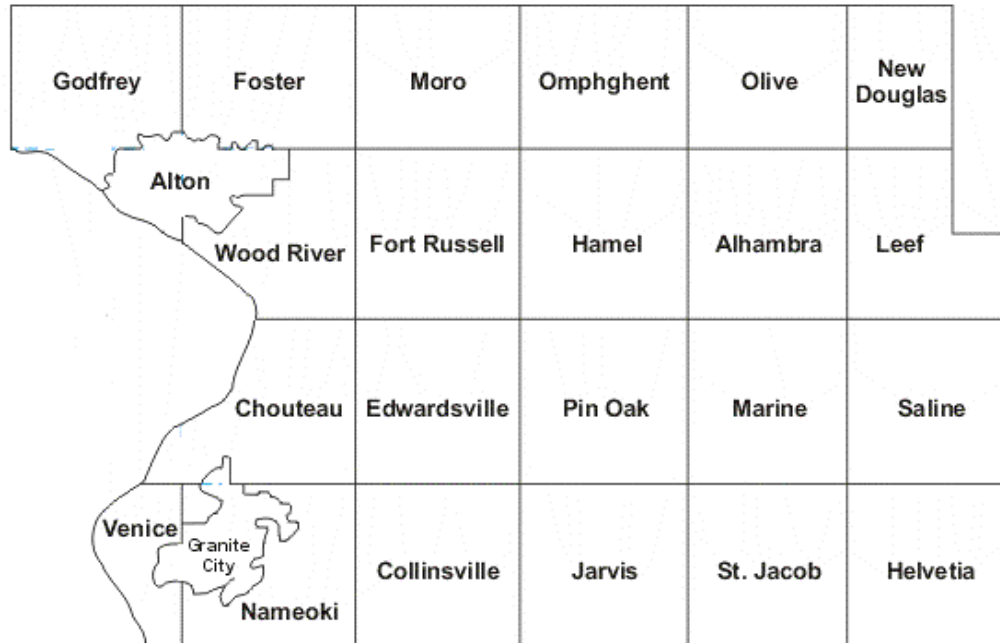 Godfrey
Foster
Moro
Omphghent
Olive
New
Douglas
Alton
Wood River
Fort Russell
Hamel
Alhambra
Leef
Chouteau
Edwardsville
Pin Oak
Marine
Saline
Venice
Granite
City
Nameoki
Collinsville
Jarvis
St. Jacob
Helvetia